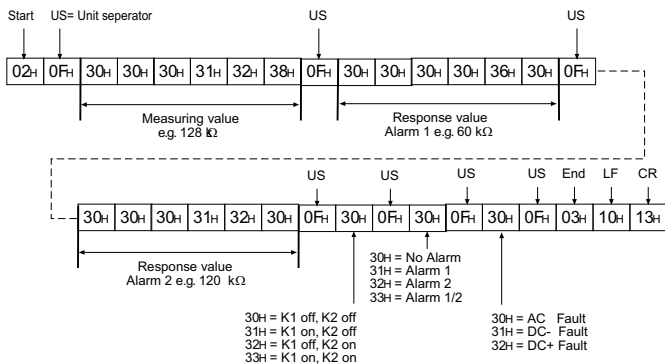 Start US= Unit seperator US US
02H 0FH 30H 30H 30H 31H 32H 38H 0FH 30H 30H 30H 30H 36H 30H 0FH
Measuring value
e.g. 128 kΩ
Response value
Alarm 1 e.g. 60 kΩ
US US US US End LF CR
30H 30H 30H 31H 32H 30H 0FH 30H 0FH 30H 0FH 30H 0FH 03H 10H 13H
Response value
Alarm 2 e.g. 120 kΩ
30H = No Alarm
31H = Alarm 1
32H = Alarm 2
33H = Alarm 1/2
30H = K1 off, K2 off
31H = K1 on, K2 off
32H = K1 off, K2 on
33H = K1 on, K2 on
30H = AC Fault
31H = DC- Fault
32H = DC+ Fault